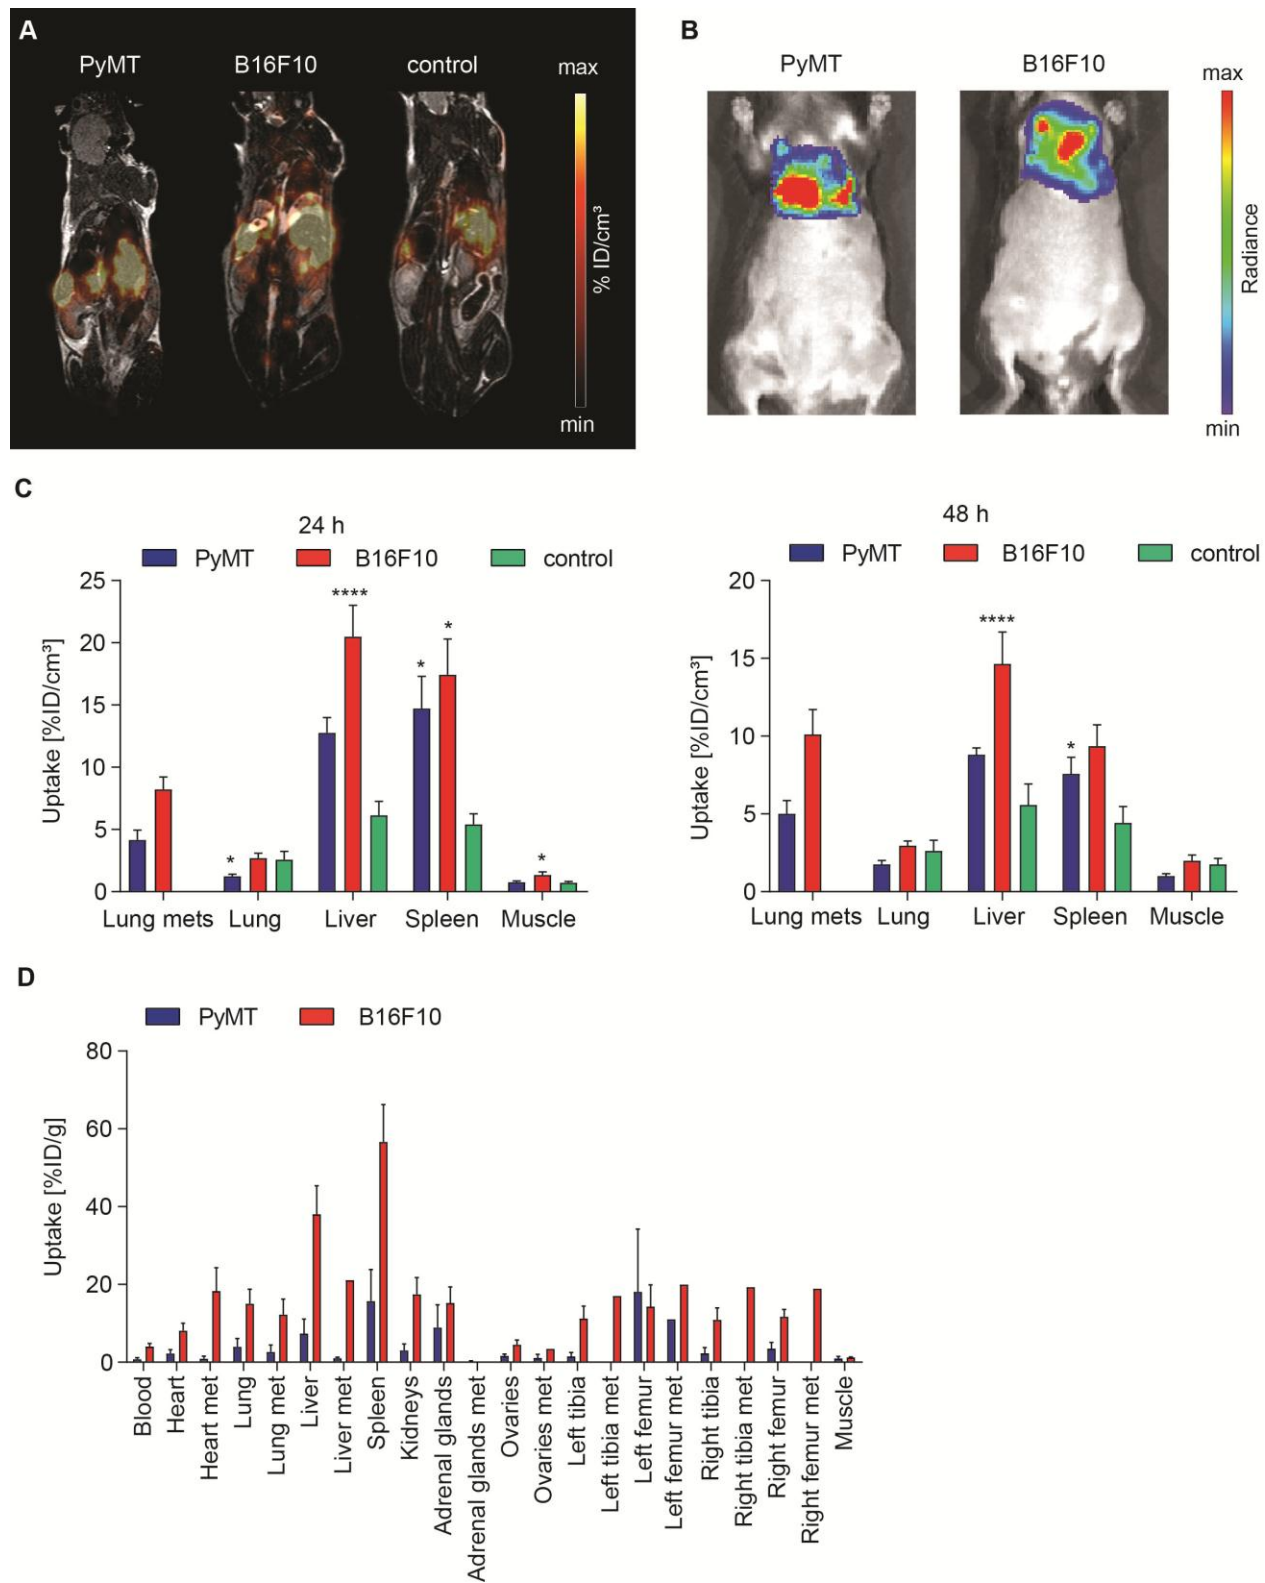 A
PyMT
B16F10
control
max
% ID/cm³
min
B
PyMT
B16F10
max
Radiance
min
C
24 h
PyMT
B16F10
control
25
20
15
10
5
0
Uptake [%ID/cm³]
****
*
*
*
*
Lung mets
Lung
Liver
Spleen
Muscle
48 h
PyMT
B16F10
control
20
15
10
5
0
Uptake [%ID/cm³]
****
*
Lung mets
Lung
Liver
Spleen
Muscle
D
PyMT
B16F10
80
60
40
20
0
Uptake [%ID/g]
Blood
Heart
Heart met
Lung
Lung met
Liver
Liver met
Spleen
Kidneys
Adrenal glands
Adrenal glands met
Ovaries
Ovaries met
Left tibia
Left tibia met
Left femur
Left femur met
Right tibia
Right tibia met
Right femur
Right femur met
Muscle